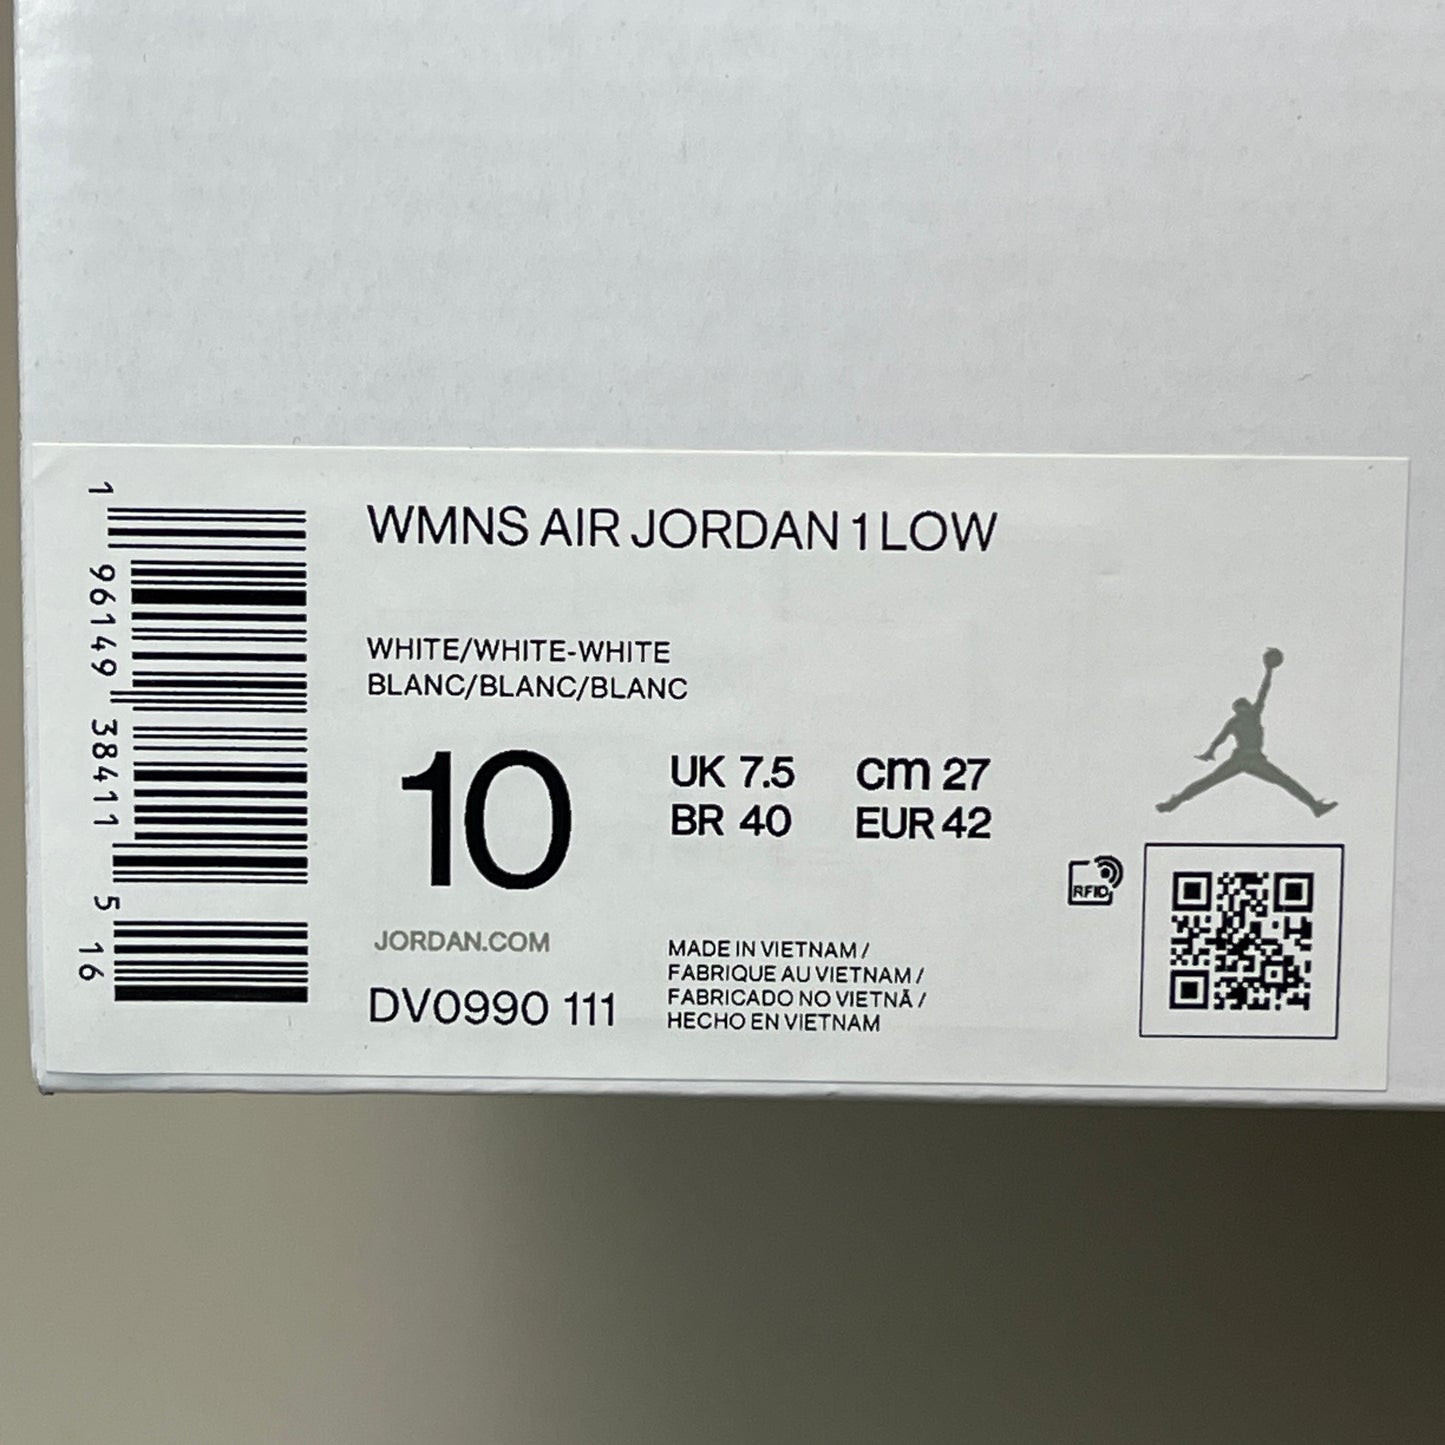 WMNS AIR JORDAN 1 LOW
WHITE/WHITE-WHITE
BLANC/BLANC/BLANC
10
UK 7.5 cm 27
BR 40 EUR 42
JORDAN.COM
DV0990 111
MADE IN VIETNAM /
FABRIQUE AU VIETNAM /
FABRICADO NO VIETNÃ /
HECHO EN VIETNAM
RFID
1 96149 38411 5 16